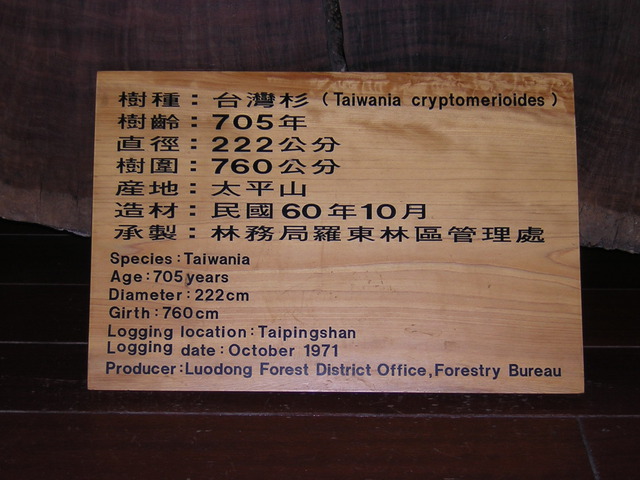 樹種：台灣杉（Taiwania cryptomerioides）
樹齡：705年
直徑：222公分
樹圍：760公分
産地：太平山
造材：民國60年10月
承製：林務局羅東林區管理處
Species：Taiwania
Age：705years
Diameter：222cm
Girth：760cm
Logging location：Taipingshan
Logging date：October 1971
Producer：Luodong Forest District Office,Forestry Bureau